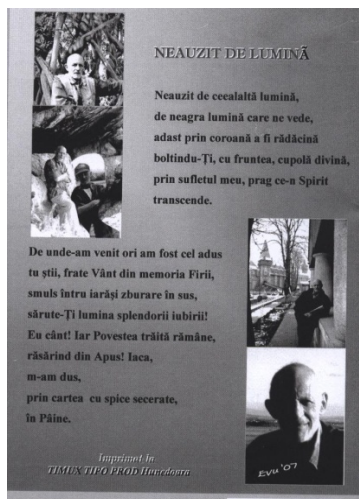 NEAUZIT DE LUMINĂ
Neauzit de ceealaltă lumină,
de neagra lumină care ne vede,
adast prin coroană a fi rădăcină
boltindu-Ţi, cu fruntea, cupolă divină,
prin sufletul meu, prag ce-n Spirit
transcende.
De unde-am venit ori am fost cel adus
tu ştii, frate Vânt din memoria Firii,
smuls întru iarăşi zburare în sus,
sărute-Ţi lumina splendorii iubirii!
Eu cânt! Iar Povestea trăită rămâne,
răsărind din Apus! Iaca,
m-am dus,
prin cartea cu spice secerate,
în Pâine.
Evu'07
Imprimat la
TIMUX TIPO PROD Hunedoara